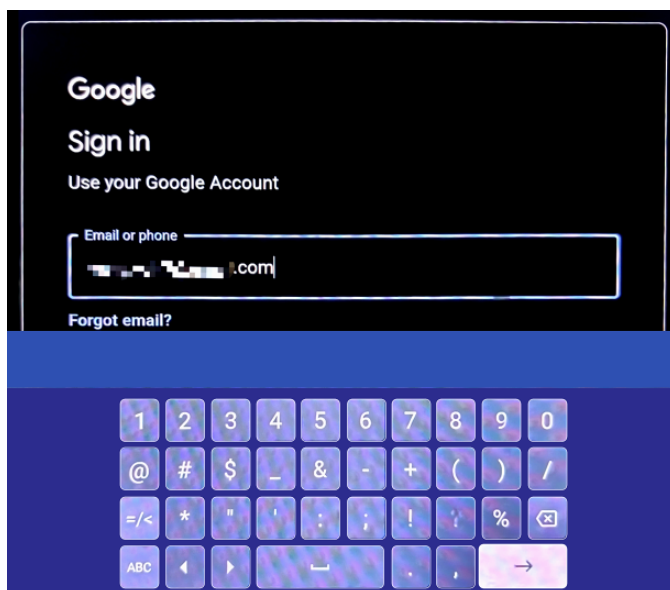 Google
Sign in
Use your Google Account
Email or phone
.com
Forgot email?
1 2 3 4 5 6 7 8 9 0
@ # $ _ & - + ( ) /
=/< * " ' : ; ! %
ABC . ,